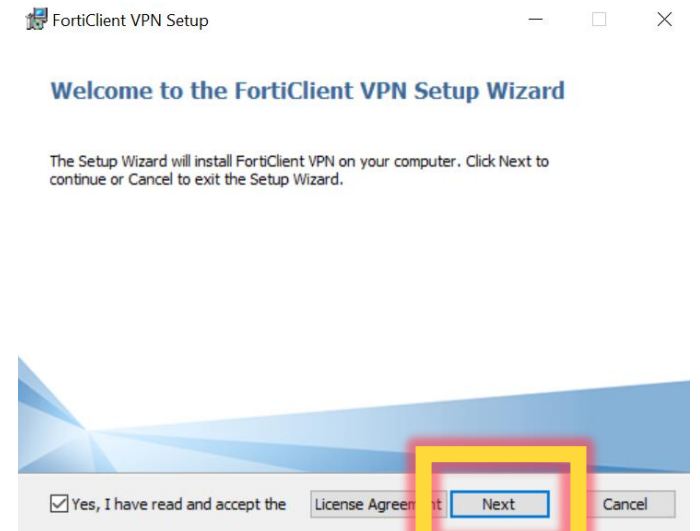 FortiClient VPN Setup
Welcome to the FortiClient VPN Setup Wizard
The Setup Wizard will install FortiClient VPN on your computer. Click Next to
continue or Cancel to exit the Setup Wizard.
Yes, I have read and accept the License Agreement Next Cancel